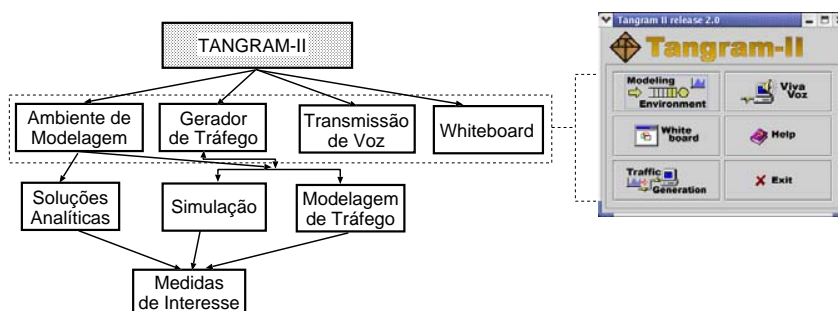 TANGRAM-II
Ambiente de
Modelagem
Gerador
de Tráfego
Transmissão
de Voz
Whiteboard
Soluções
Analíticas
Simulação
Modelagem
de Tráfego
Medidas
de Interesse
Tangram II release 2.0
Tangram-II
Modeling
Environment
Viva
Voz
White
board
Help
Traffic
Generation
Exit